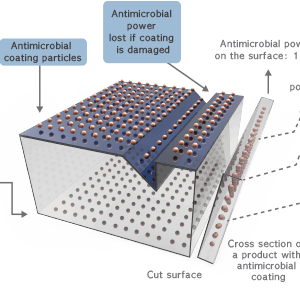 Antimicrobial
coating particles
Antimicrobial
power
lost if coating
is damaged
Antimicrobial pow
on the surface: 1
po
Cut surface
Cross section o
a product with
antimicrobial
coating